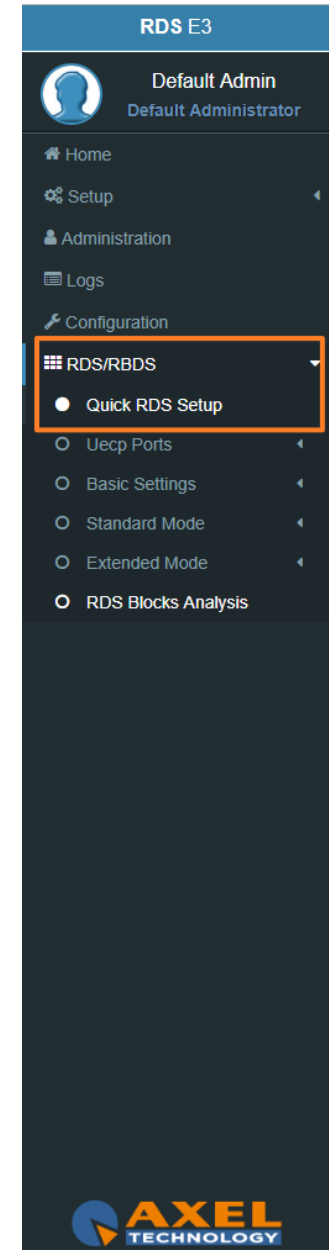 RDS E3
Default Admin
Default Administrator
Home
Setup
Administration
Logs
Configuration
RDS/RBDS
Quick RDS Setup
Uecp Ports
Basic Settings
Standard Mode
Extended Mode
RDS Blocks Analysis
AXEL
TECHNOLOGY